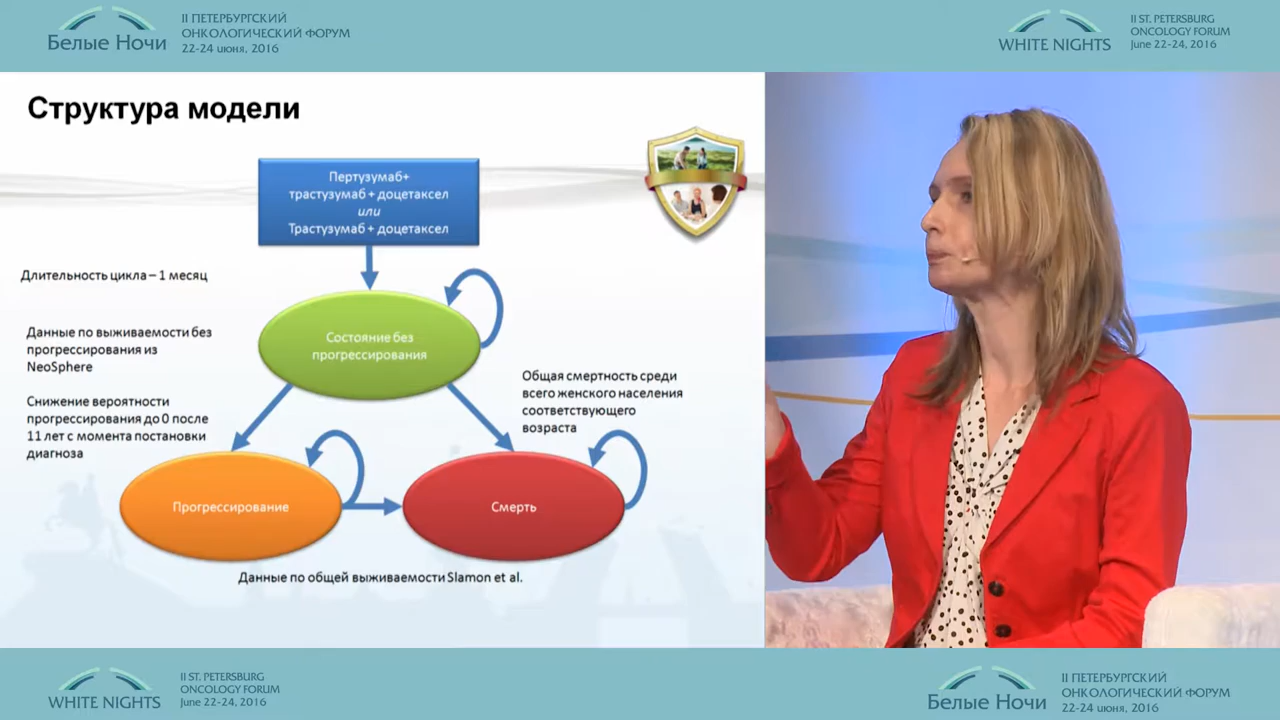 Белые Ночи
II ПЕТЕРБУРГСКИЙ
ОНКОЛОГИЧЕСКИЙ ФОРУМ
22-24 июня, 2016
WHITE NIGHTS
II ST. PETERSBURG
ONCOLOGY FORUM
June 22-24, 2016
Структура модели
Пертузумаб+
трастузумаб + доцетаксел
или
Трастузумаб + доцетаксел
Длительность цикла – 1 месяц
Состояние без
прогрессирования
Данные по выживаемости без
прогрессирования из
NeoSphere
Снижение вероятности
прогрессирования до 0 после
11 лет с момента постановки
диагноза
Общая смертность среди
всего женского населения
соответствующего
возраста
Прогрессирование
Смерть
Данные по общей выживаемости Slamon et al.
WHITE NIGHTS
II ST. PETERSBURG
ONCOLOGY FORUM
June 22-24, 2016
Белые Ночи
II ПЕТЕРБУРГСКИЙ
ОНКОЛОГИЧЕСКИЙ ФОРУМ
22-24 июня, 2016